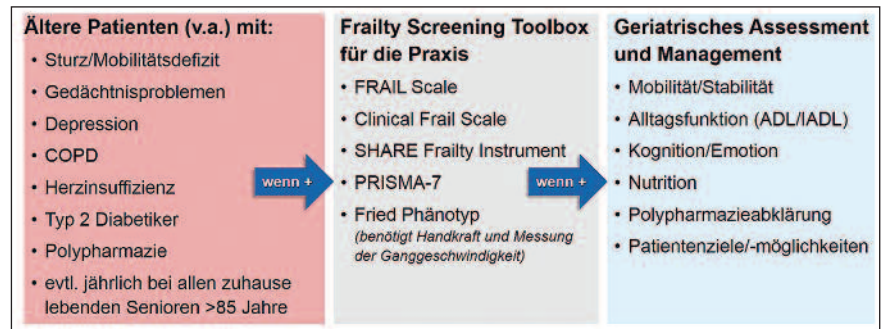 Ältere Patienten (v.a.) mit:
• Sturz/Mobilitätsdefizit
• Gedächtnisproblemen
• Depression
• COPD
• Herzinsuffizienz
• Typ 2 Diabetiker
• Polypharmazie
• evtl. jährlich bei allen zuhause
lebenden Senioren >85 Jahre
wenn +
Frailty Screening Toolbox
für die Praxis
• FRAIL Scale
• Clinical Frail Scale
• SHARE Frailty Instrument
• PRISMA-7
• Fried Phänotyp
(benötigt Handkraft und Messung
der Ganggeschwindigkeit)
wenn +
Geriatrisches Assessment
und Management
• Mobilität/Stabilität
• Alltagsfunktion (ADL/IADL)
• Kognition/Emotion
• Nutrition
• Polypharmazieabklärung
• Patientenziele/-möglichkeiten